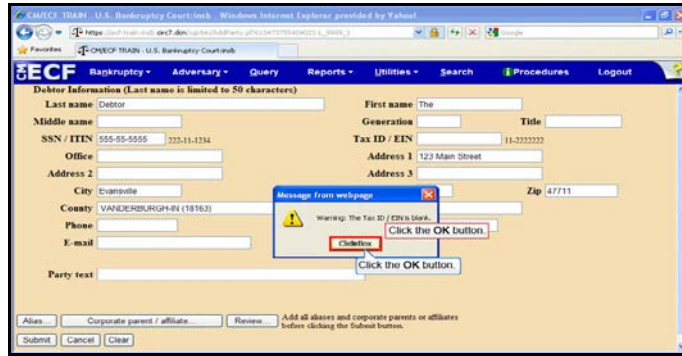 CM/ECF TRAIN - U.S. Bankruptcy Court:insb - Windows Internet Explorer provided by Yahoo!
Google
Favorites CM/ECF TRAIN - U.S. Bankruptcy Court:insb
ECF Bankruptcy Adversary Query Reports Utilities Search Procedures Logout
Debtor Information (Last name is limited to 50 characters)
Last name Debtor First name The
Middle name Generation Title
SSN / ITIN 555-55-5555 222-11-1234 Tax ID / EIN 11-2222222
Office Address 1 123 Main Street
Address 2 Address 3
City Evansville Zip 47711
County VANDERBURGH-IN (18163)
Message from webpage
Phone
Warning: The Tax ID / EIN is blank.
Click the OK button.
E-mail
Click the OK button.
Party text
Alias... Corporate parent / affiliate... Review... Add all aliases and corporate parents or affiliates
before clicking the Submit button.
Submit Cancel Clear